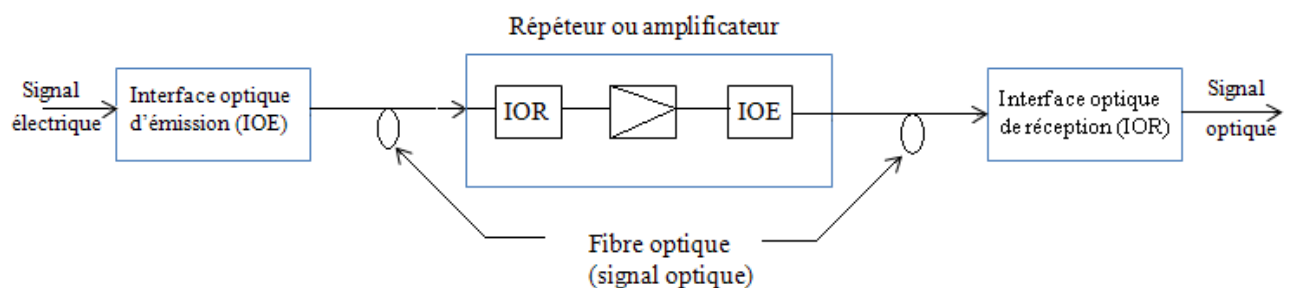 Répéteur ou amplificateur
Signal
électrique
Interface optique
d'émission (IOE)
IOR
IOE
Interface optique
de réception (IOR)
Signal
optique
Fibre optique
(signal optique)